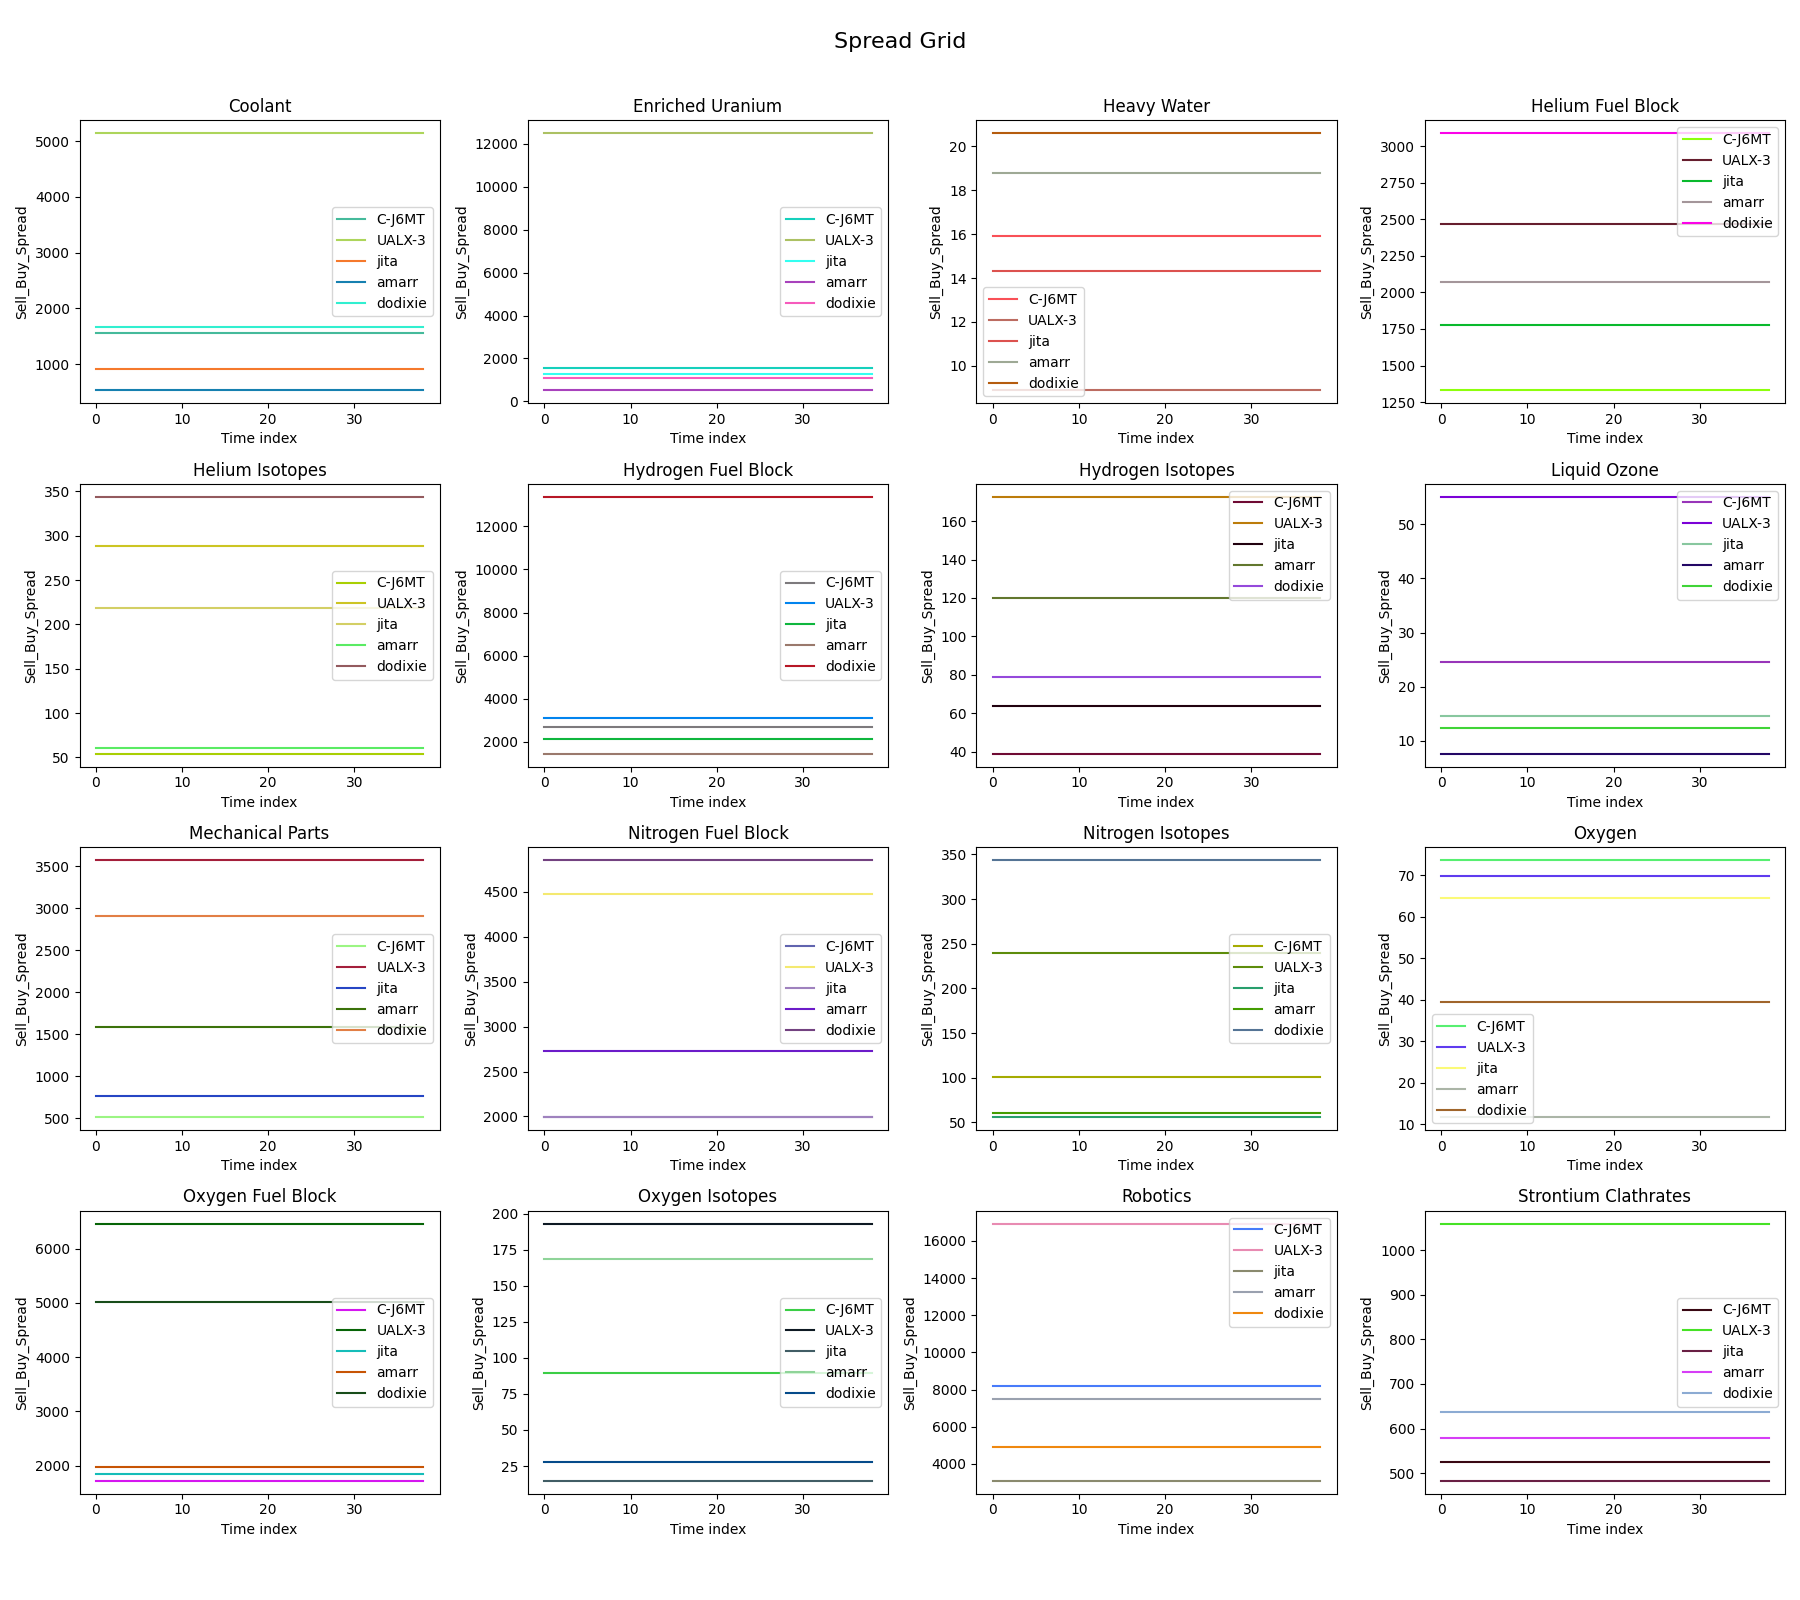 Spread Grid
Coolant
Sell_Buy_Spread
5000
4000
3000
2000
1000
C-J6MT
UALX-3
jita
amarr
dodixie
0 10 20 30
Time index
Enriched Uranium
Sell_Buy_Spread
12000
10000
8000
6000
4000
2000
0
C-J6MT
UALX-3
jita
amarr
dodixie
0 10 20 30
Time index
Heavy Water
Sell_Buy_Spread
20
18
16
14
12
10
C-J6MT
UALX-3
jita
amarr
dodixie
0 10 20 30
Time index
Helium Fuel Block
Sell_Buy_Spread
3000
2750
2500
2250
2000
1750
1500
1250
C-J6MT
UALX-3
jita
amarr
dodixie
0 10 20 30
Time index
Helium Isotopes
Sell_Buy_Spread
350
300
250
200
150
100
50
C-J6MT
UALX-3
jita
amarr
dodixie
0 10 20 30
Time index
Hydrogen Fuel Block
Sell_Buy_Spread
12000
10000
8000
6000
4000
2000
C-J6MT
UALX-3
jita
amarr
dodixie
0 10 20 30
Time index
Hydrogen Isotopes
Sell_Buy_Spread
160
140
120
100
80
60
40
C-J6MT
UALX-3
jita
amarr
dodixie
0 10 20 30
Time index
Liquid Ozone
Sell_Buy_Spread
50
40
30
20
10
C-J6MT
UALX-3
jita
amarr
dodixie
0 10 20 30
Time index
Mechanical Parts
Sell_Buy_Spread
3500
3000
2500
2000
1500
1000
500
C-J6MT
UALX-3
jita
amarr
dodixie
0 10 20 30
Time index
Nitrogen Fuel Block
Sell_Buy_Spread
4500
4000
3500
3000
2500
2000
C-J6MT
UALX-3
jita
amarr
dodixie
0 10 20 30
Time index
Nitrogen Isotopes
Sell_Buy_Spread
350
300
250
200
150
100
50
C-J6MT
UALX-3
jita
amarr
dodixie
0 10 20 30
Time index
Oxygen
Sell_Buy_Spread
70
60
50
40
30
20
10
C-J6MT
UALX-3
jita
amarr
dodixie
0 10 20 30
Time index
Oxygen Fuel Block
Sell_Buy_Spread
6000
5000
4000
3000
2000
C-J6MT
UALX-3
jita
amarr
dodixie
0 10 20 30
Time index
Oxygen Isotopes
Sell_Buy_Spread
200
175
150
125
100
75
50
25
C-J6MT
UALX-3
jita
amarr
dodixie
0 10 20 30
Time index
Robotics
Sell_Buy_Spread
16000
14000
12000
10000
8000
6000
4000
C-J6MT
UALX-3
jita
amarr
dodixie
0 10 20 30
Time index
Strontium Clathrates
Sell_Buy_Spread
1000
900
800
700
600
500
C-J6MT
UALX-3
jita
amarr
dodixie
0 10 20 30
Time index